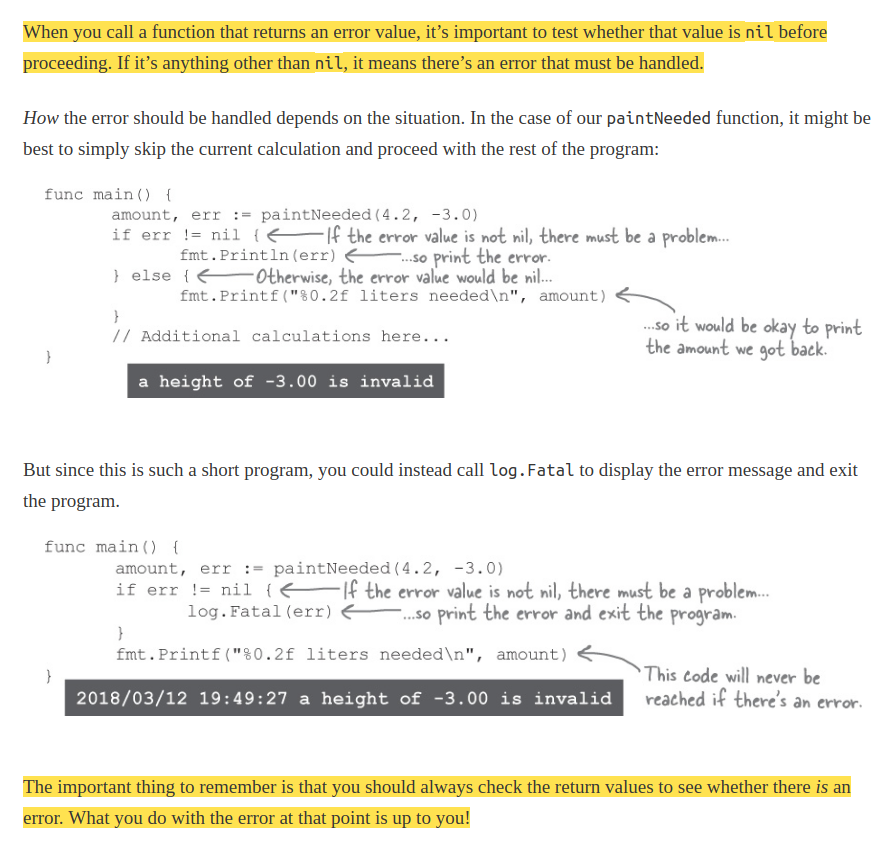 When you call a function that returns an error value, it’s important to test whether that value is nil before
proceeding. If it’s anything other than nil, it means there’s an error that must be handled.
How the error should be handled depends on the situation. In the case of our paintNeeded function, it might be
best to simply skip the current calculation and proceed with the rest of the program:
func main() {
amount, err := paintNeeded(4.2, -3.0)
if err != nil { If the error value is not nil, there must be a problem...
fmt.Println(err) ...so print the error.
} else { Otherwise, the error value would be nil...
fmt.Printf("%0.2f liters needed\n", amount)
}
...so it would be okay to print
// Additional calculations here...
the amount we got back.
}
a height of -3.00 is invalid
But since this is such a short program, you could instead call log.Fatal to display the error message and exit
the program.
func main() {
amount, err := paintNeeded(4.2, -3.0)
if err != nil { If the error value is not nil, there must be a problem...
log.Fatal(err) ...so print the error and exit the program.
}
fmt.Printf("%0.2f liters needed\n", amount)
}
This code will never be
reached if there's an error.
2018/03/12 19:49:27 a height of -3.00 is invalid
The important thing to remember is that you should always check the return values to see whether there is an
error. What you do with the error at that point is up to you!